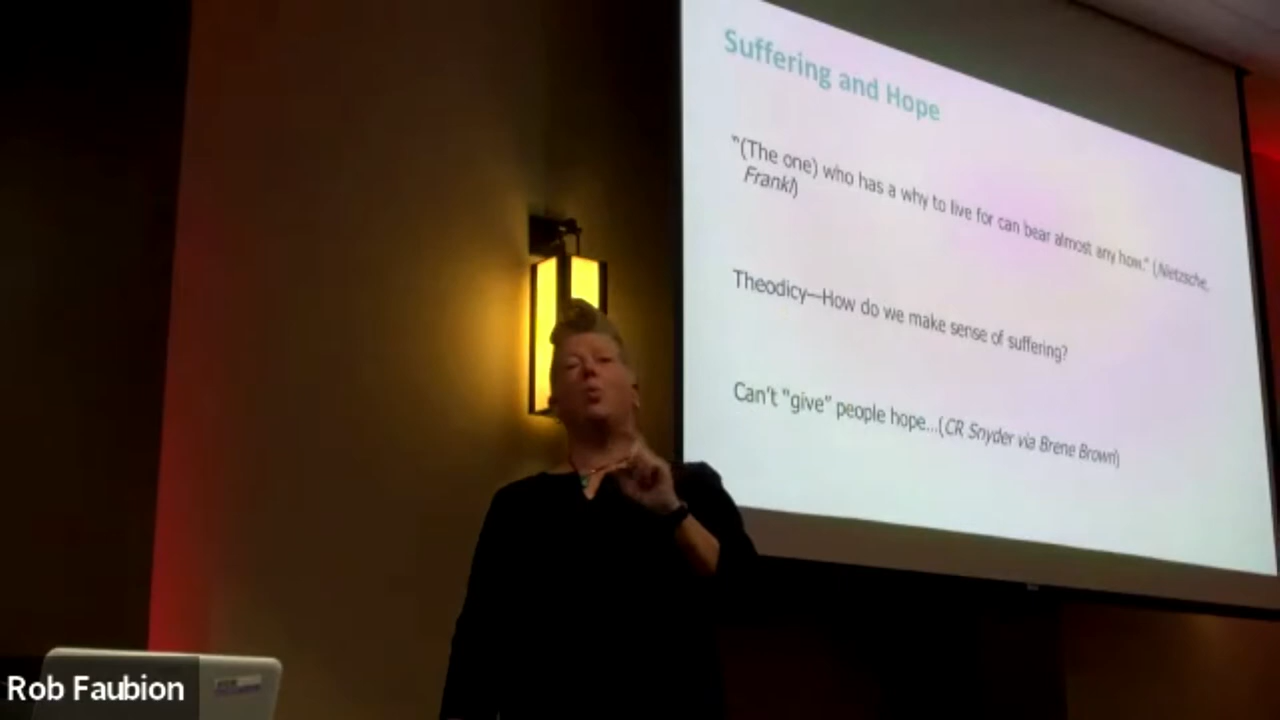 Suffering and Hope
"(The one) who has a why to live for can bear almost any how." (Nietzsche,
Frankl)
Theodicy—How do we make sense of suffering?
Can't "give" people hope...(CR Snyder via Brene Brown)
Rob Faubion